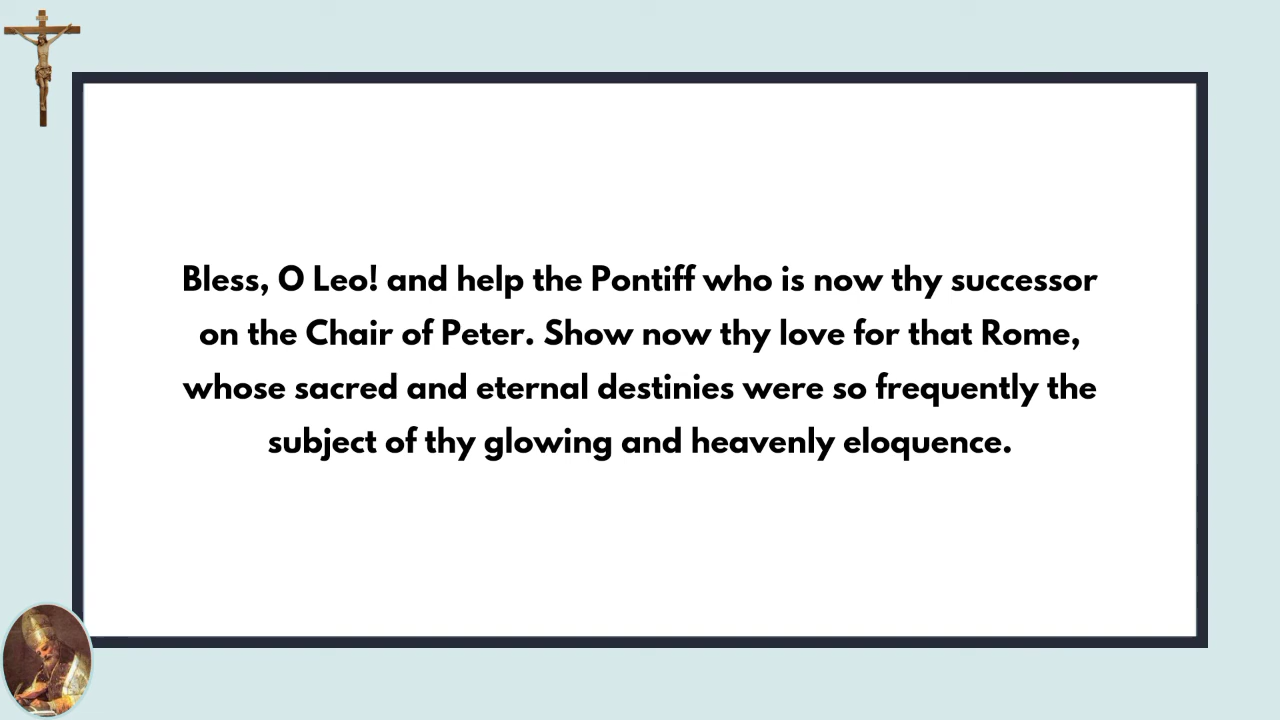 Bless, O Leo! and help the Pontiff who is now thy successor
on the Chair of Peter. Show now thy love for that Rome,
whose sacred and eternal destinies were so frequently the
subject of thy glowing and heavenly eloquence.